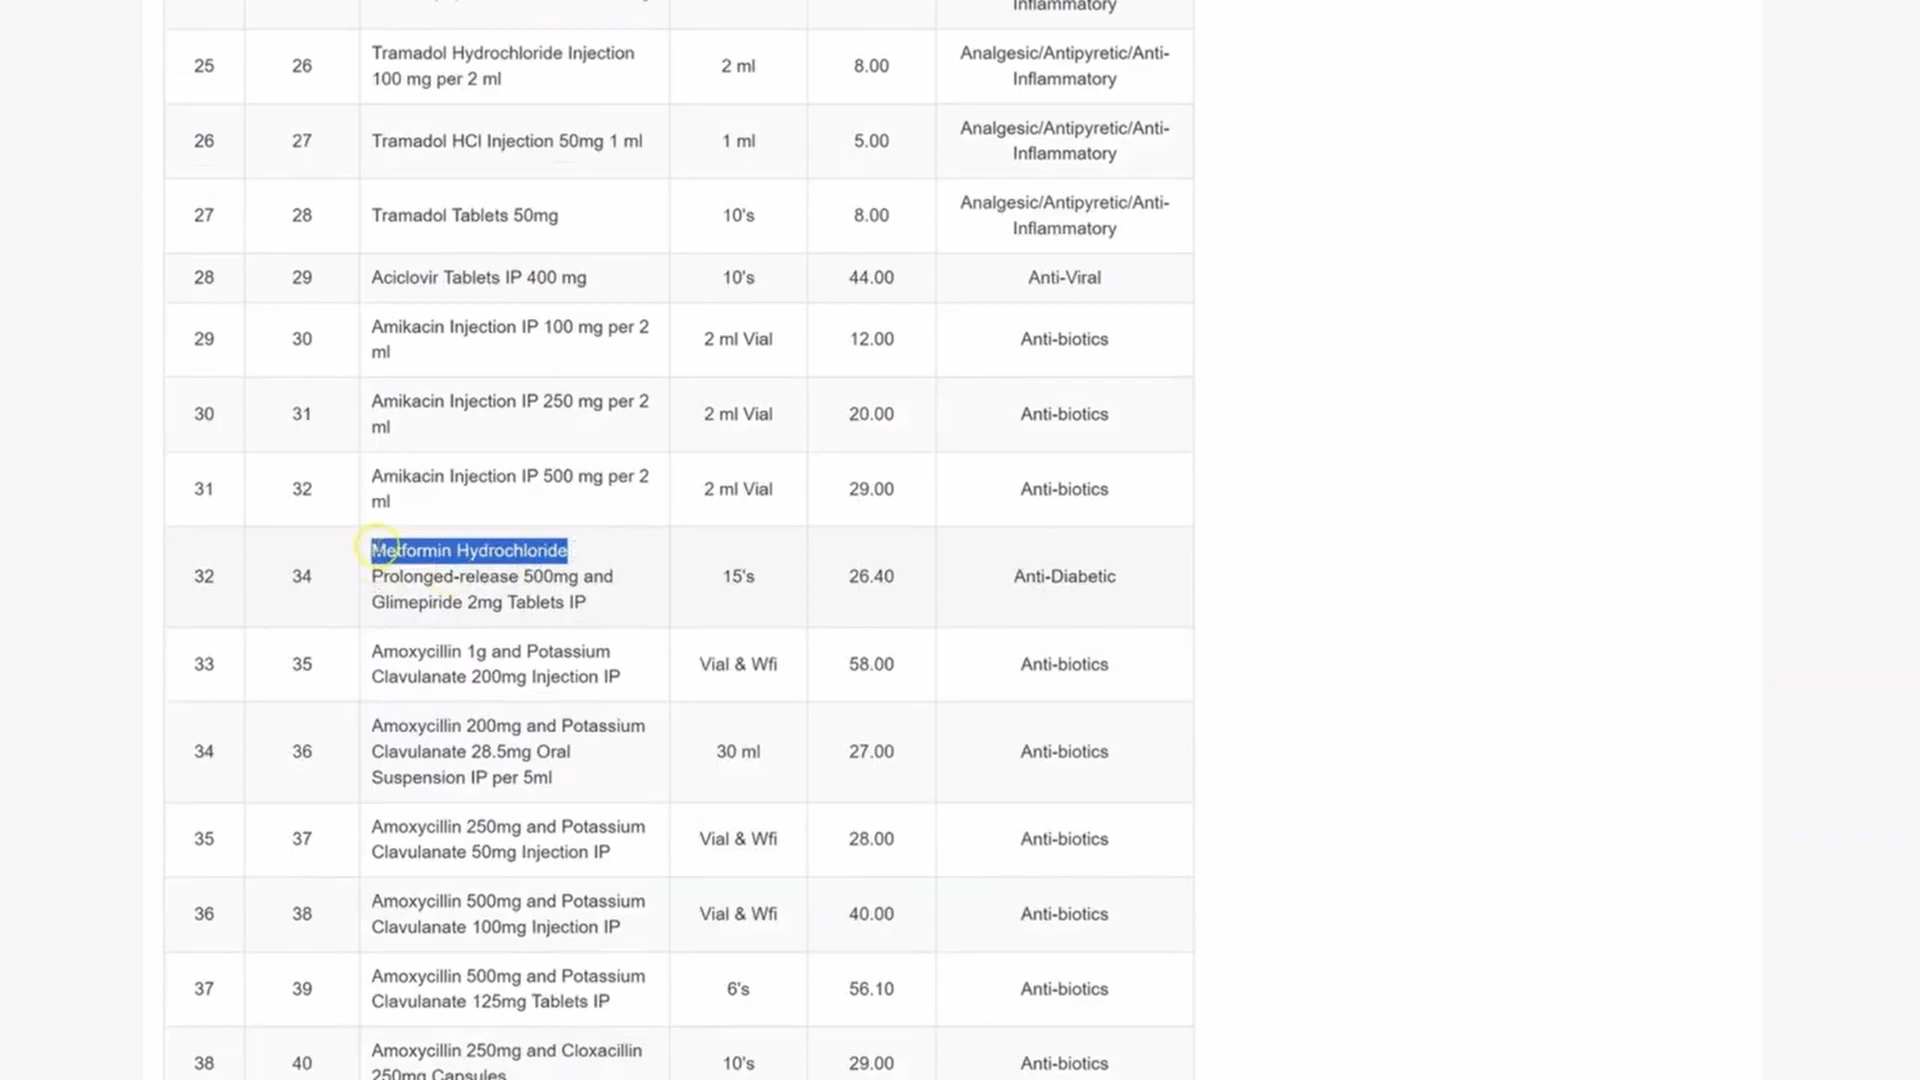 Inflammatory
25 26 Tramadol Hydrochloride Injection 100 mg per 2 ml 2 ml 8.00 Analgesic/Antipyretic/Anti-Inflammatory
26 27 Tramadol HCl Injection 50mg 1 ml 1 ml 5.00 Analgesic/Antipyretic/Anti-Inflammatory
27 28 Tramadol Tablets 50mg 10's 8.00 Analgesic/Antipyretic/Anti-Inflammatory
28 29 Aciclovir Tablets IP 400 mg 10's 44.00 Anti-Viral
29 30 Amikacin Injection IP 100 mg per 2 ml 2 ml Vial 12.00 Anti-biotics
30 31 Amikacin Injection IP 250 mg per 2 ml 2 ml Vial 20.00 Anti-biotics
31 32 Amikacin Injection IP 500 mg per 2 ml 2 ml Vial 29.00 Anti-biotics
32 34 Metformin Hydrochloride Prolonged-release 500mg and Glimepiride 2mg Tablets IP 15's 26.40 Anti-Diabetic
33 35 Amoxycillin 1g and Potassium Clavulanate 200mg Injection IP Vial & Wfi 58.00 Anti-biotics
34 36 Amoxycillin 200mg and Potassium Clavulanate 28.5mg Oral Suspension IP per 5ml 30 ml 27.00 Anti-biotics
35 37 Amoxycillin 250mg and Potassium Clavulanate 50mg Injection IP Vial & Wfi 28.00 Anti-biotics
36 38 Amoxycillin 500mg and Potassium Clavulanate 100mg Injection IP Vial & Wfi 40.00 Anti-biotics
37 39 Amoxycillin 500mg and Potassium Clavulanate 125mg Tablets IP 6's 56.10 Anti-biotics
38 40 Amoxycillin 250mg and Cloxacillin 250mg Capsules 10's 29.00 Anti-biotics